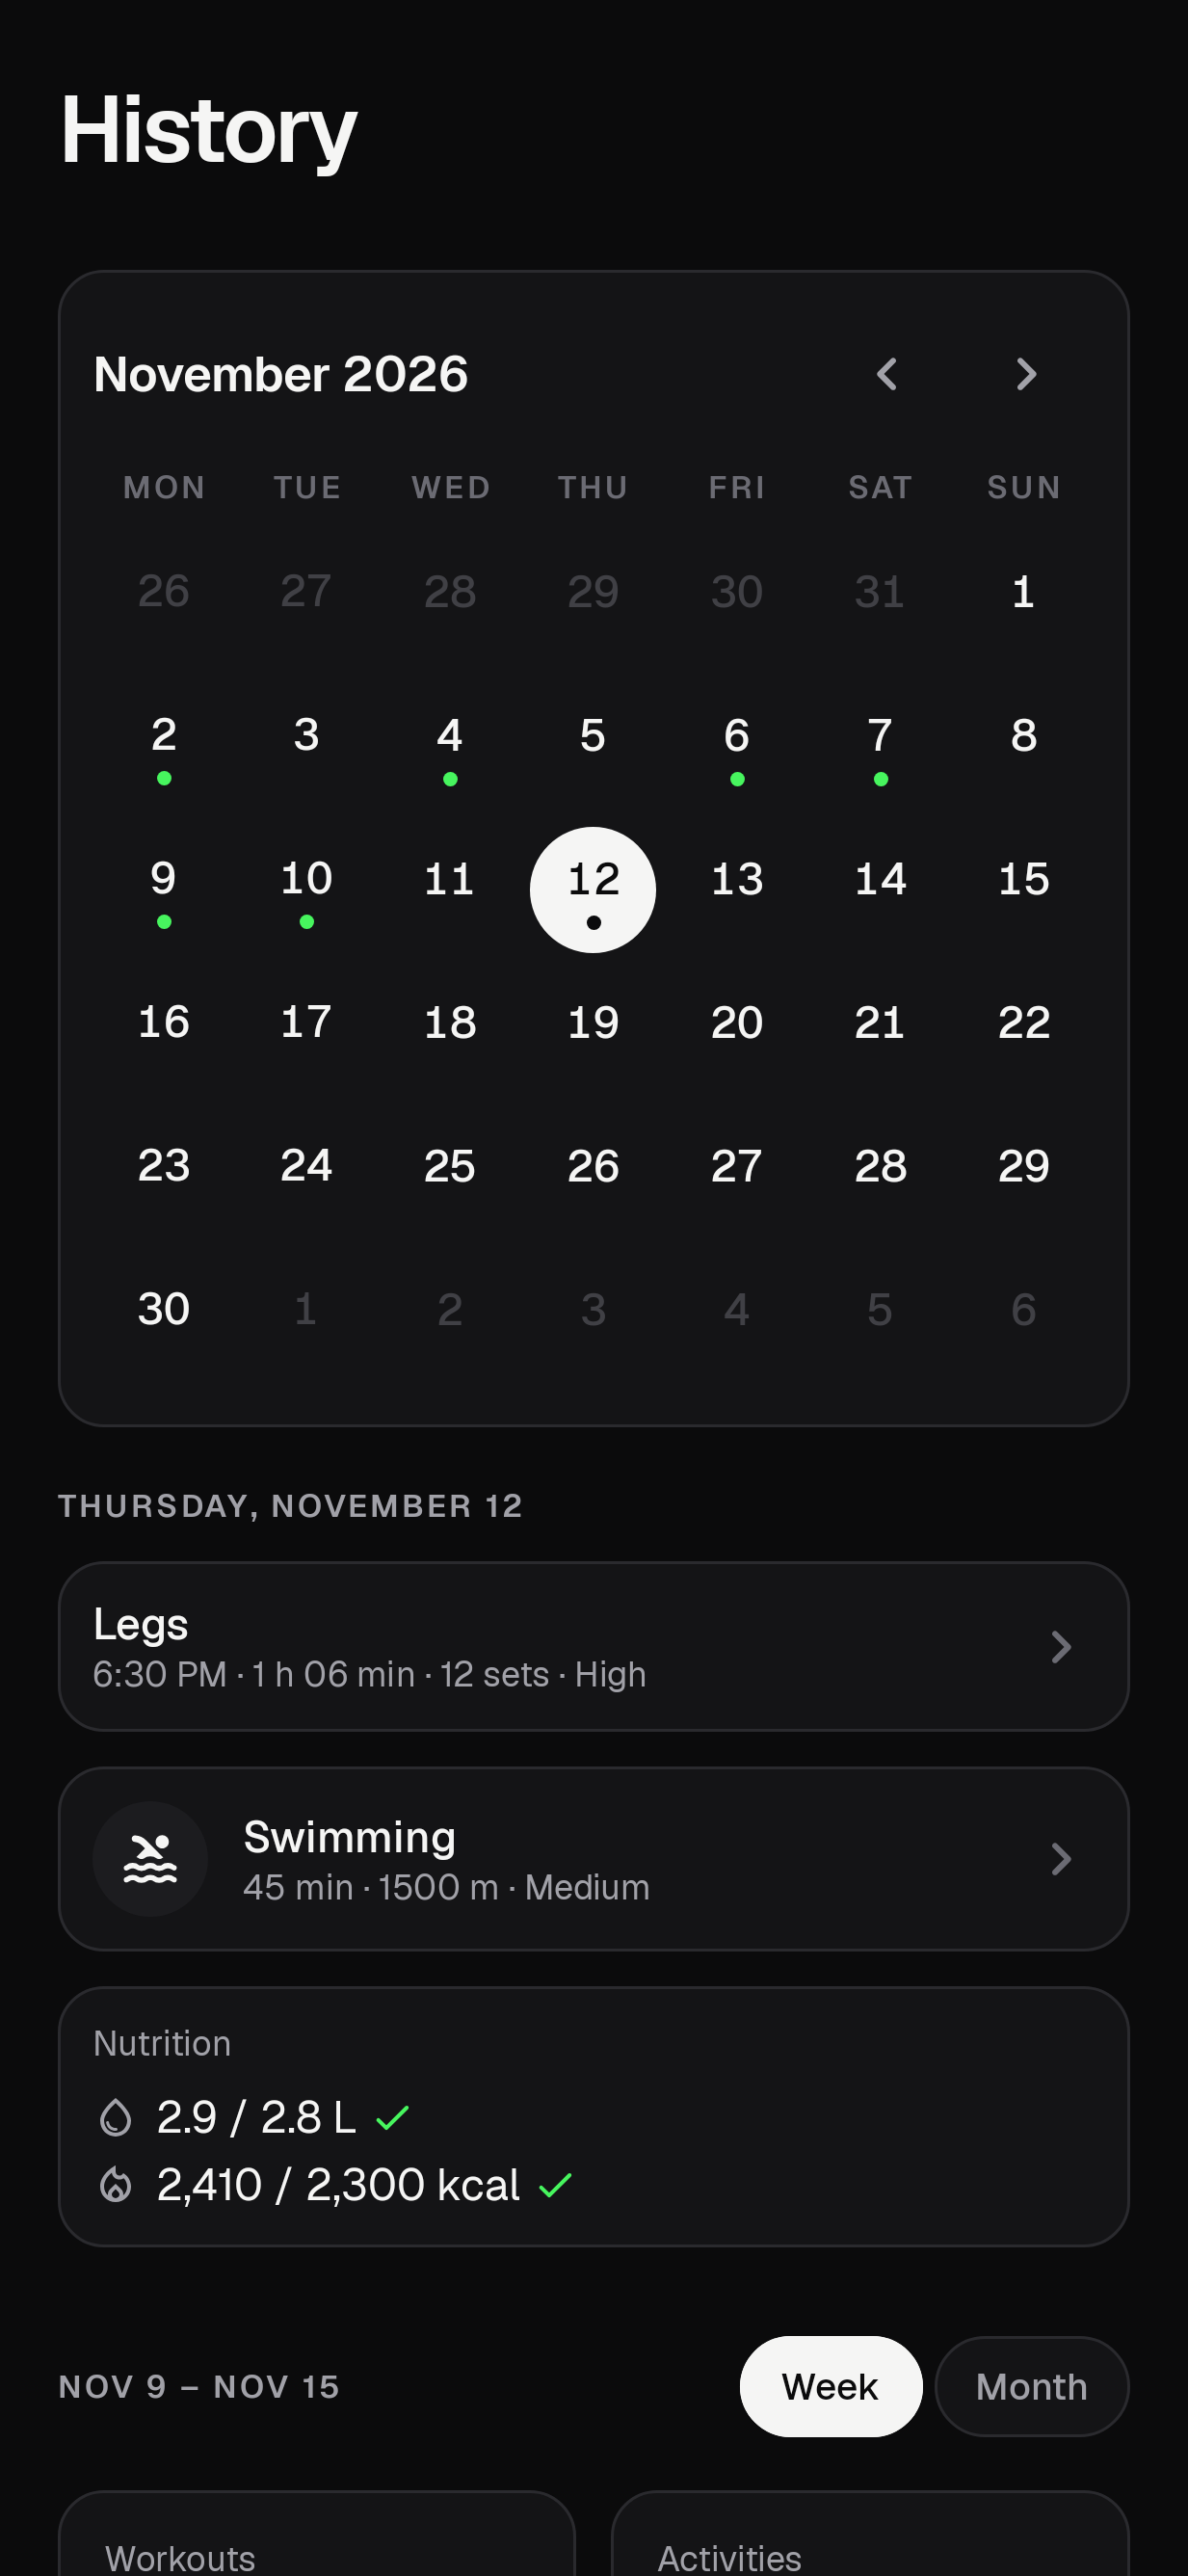 History
November 2026
MON TUE WED THU FRI SAT SUN
26 27 28 29 30 31 1
2 3 4 5 6 7 8
9 10 11 12 13 14 15
16 17 18 19 20 21 22
23 24 25 26 27 28 29
30 1 2 3 4 5 6
THURSDAY, NOVEMBER 12
Legs
6:30 PM · 1 h 06 min · 12 sets · High
Swimming
45 min · 1500 m · Medium
Nutrition
2.9 / 2.8 L
2,410 / 2,300 kcal
NOV 9 – NOV 15 Week Month
Workouts Activities